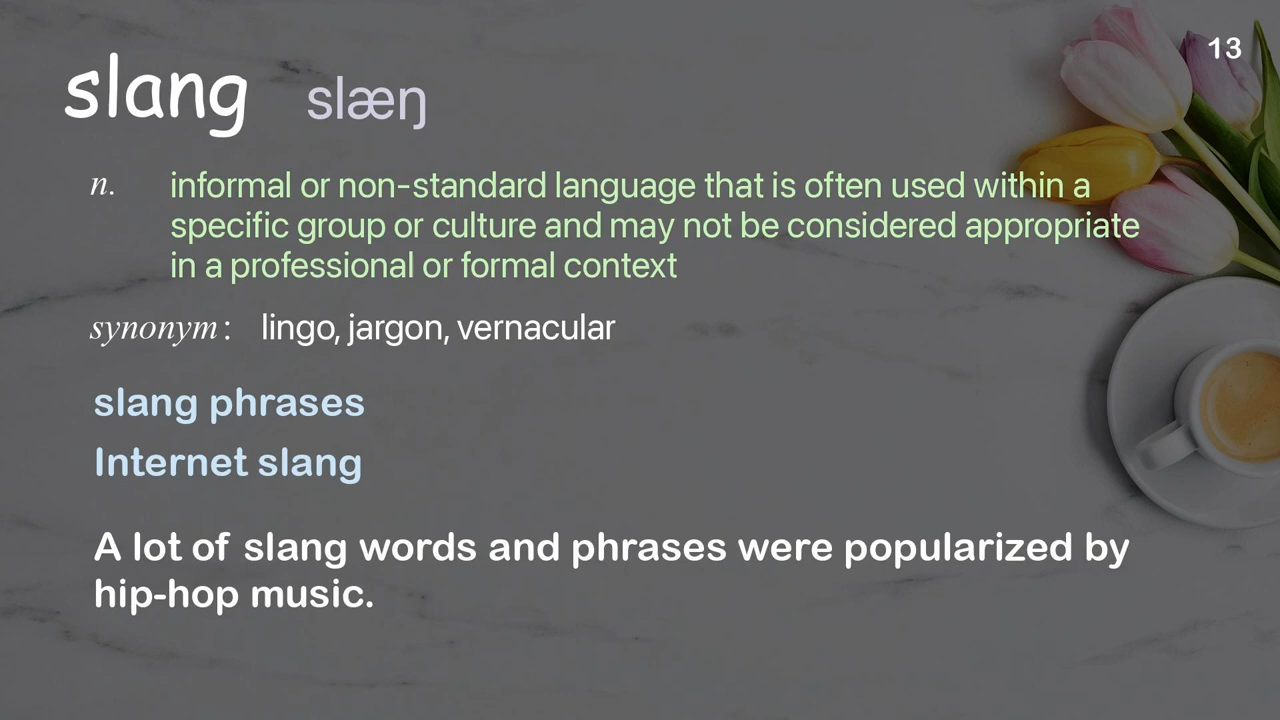 13
slang slæŋ
n. informal or non-standard language that is often used within a
specific group or culture and may not be considered appropriate
in a professional or formal context
synonym: lingo, jargon, vernacular
slang phrases
Internet slang
A lot of slang words and phrases were popularized by
hip-hop music.